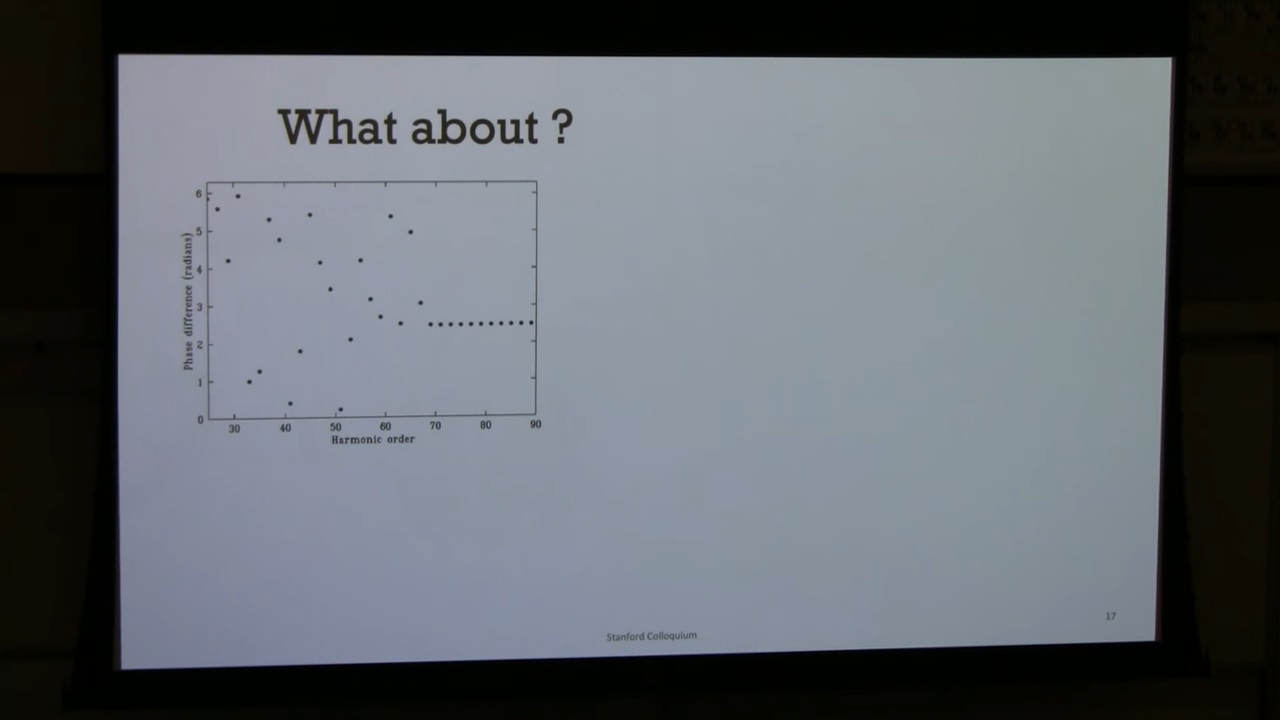 What about ?
6
5
4
3
2
1
0
Phase difference (radians)
30 40 50 60 70 80 90
Harmonic order
17
Stanford Colloquium